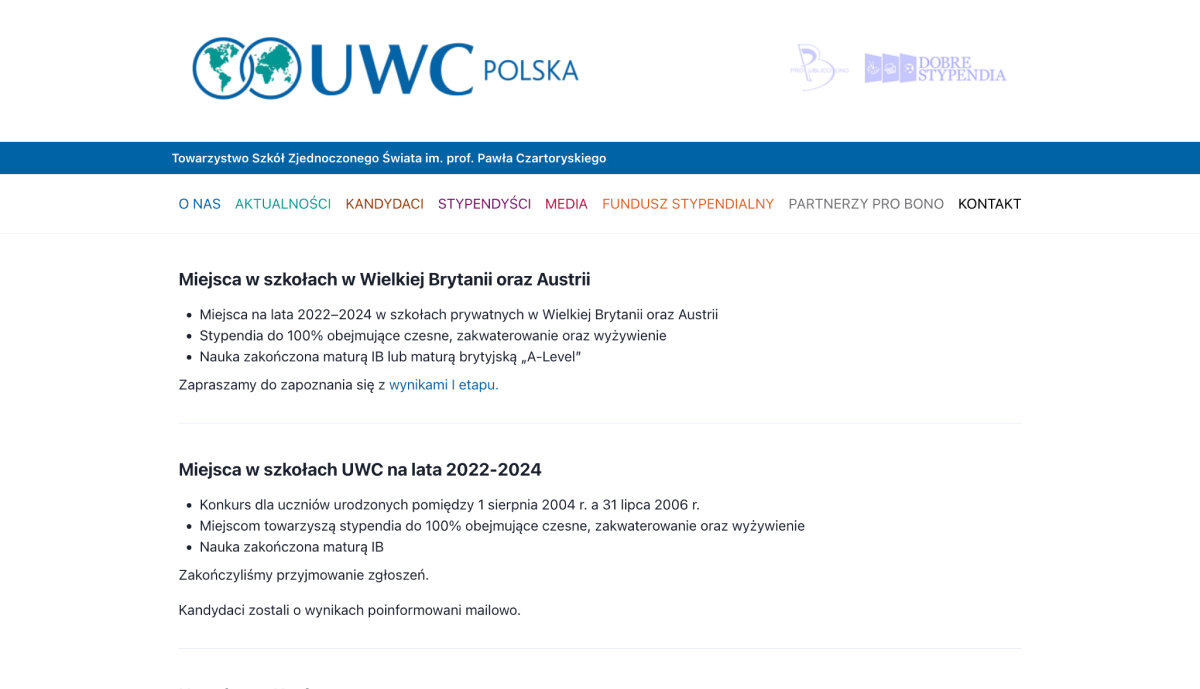 UWC POLSKA
PRO PUBLICO BONO
DOBRE
STYPENDIA
Towarzystwo Szkół Zjednoczonego Świata im. prof. Pawła Czartoryskiego
O NAS AKTUALNOŚCI KANDYDACI STYPENDYŚCI MEDIA FUNDUSZ STYPENDIALNY PARTNERZY PRO BONO KONTAKT
Miejsca w szkołach w Wielkiej Brytanii oraz Austrii
• Miejsca na lata 2022–2024 w szkołach prywatnych w Wielkiej Brytanii oraz Austrii
• Stypendia do 100% obejmujące czesne, zakwaterowanie oraz wyżywienie
• Nauka zakończona maturą IB lub maturą brytyjską „A-Level”
Zapraszamy do zapoznania się z wynikami I etapu.
Miejsca w szkołach UWC na lata 2022-2024
• Konkurs dla uczniów urodzonych pomiędzy 1 sierpnia 2004 r. a 31 lipca 2006 r.
• Miejscom towarzyszą stypendia do 100% obejmujące czesne, zakwaterowanie oraz wyżywienie
• Nauka zakończona maturą IB
Zakończyliśmy przyjmowanie zgłoszeń.
Kandydaci zostali o wynikach poinformowani mailowo.